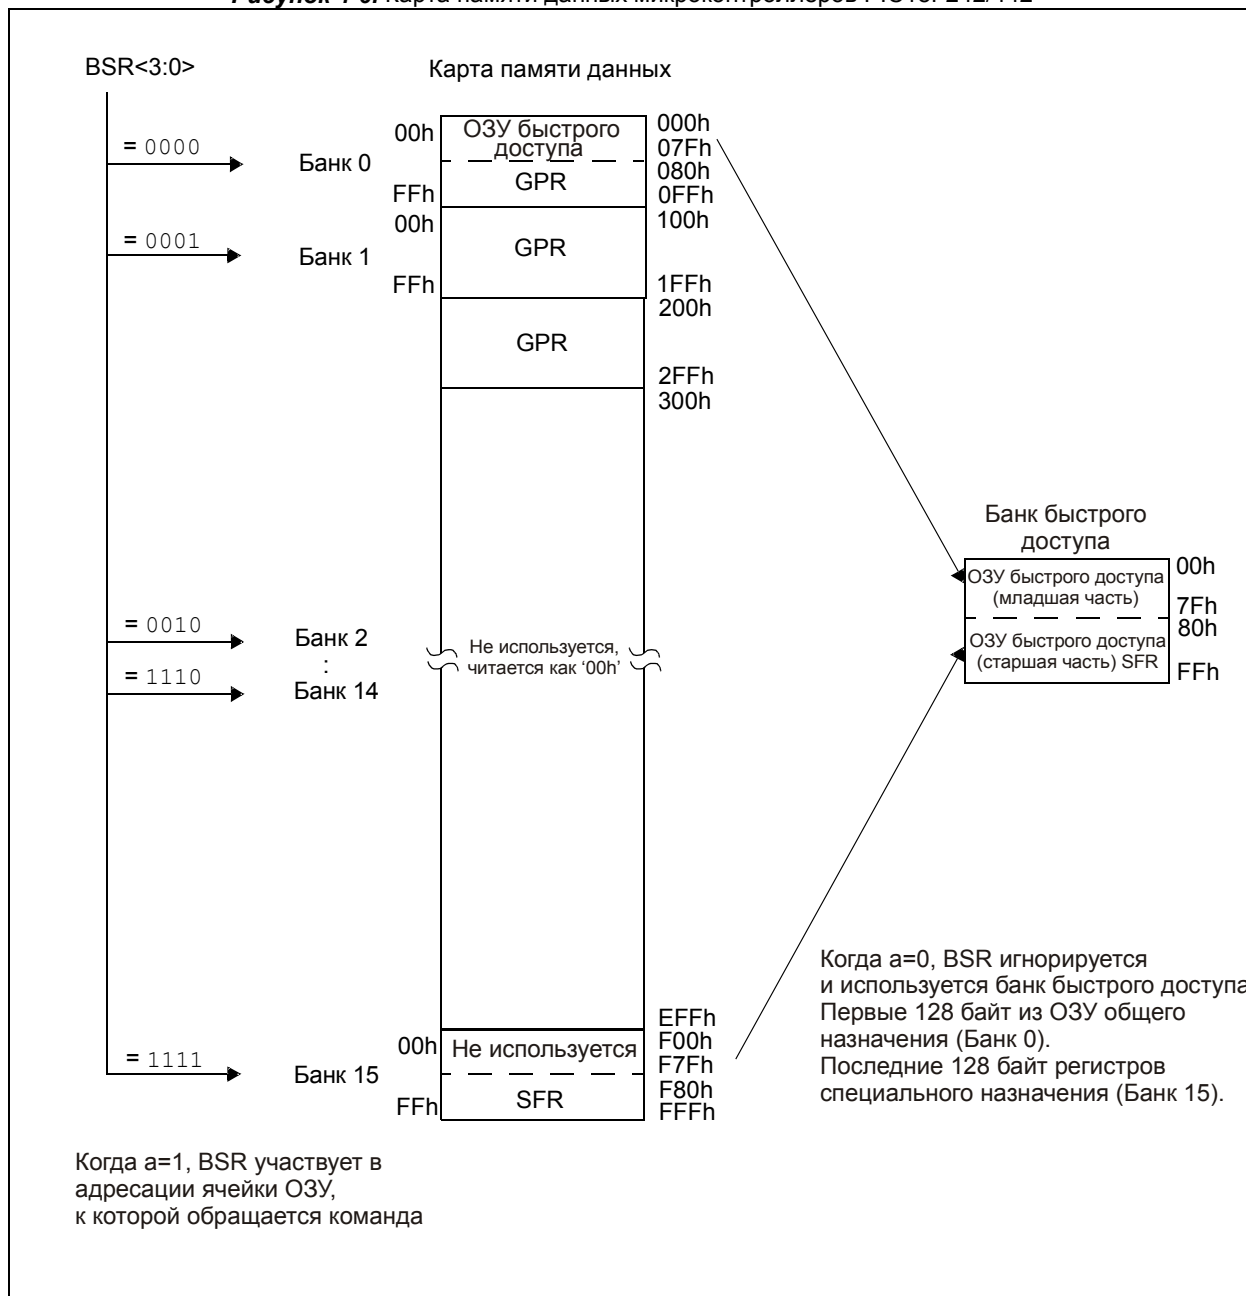 BSR<3:0>
Карта памяти данных
= 0000
Банк 0
00h
FFh
ОЗУ быстрого
доступа
GPR
000h
07Fh
080h
0FFh
= 0001
Банк 1
00h
FFh
GPR
100h
1FFh
GPR
200h
2FFh
300h
Банк быстрого
доступа
ОЗУ быстрого доступа
(младшая часть)
00h
7Fh
ОЗУ быстрого доступа
(старшая часть) SFR
80h
FFh
= 0010
Банк 2
:
= 1110
Банк 14
Не используется,
читается как ‘00h’
= 1111
Банк 15
00h
FFh
Не используется
SFR
EFFh
F00h
F7Fh
F80h
FFFh
Когда a=0, BSR игнорируется
и используется банк быстрого доступа
Первые 128 байт из ОЗУ общего
назначения (Банк 0).
Последние 128 байт регистров
специального назначения (Банк 15).
Когда a=1, BSR участвует в
адресации ячейки ОЗУ,
к которой обращается команда